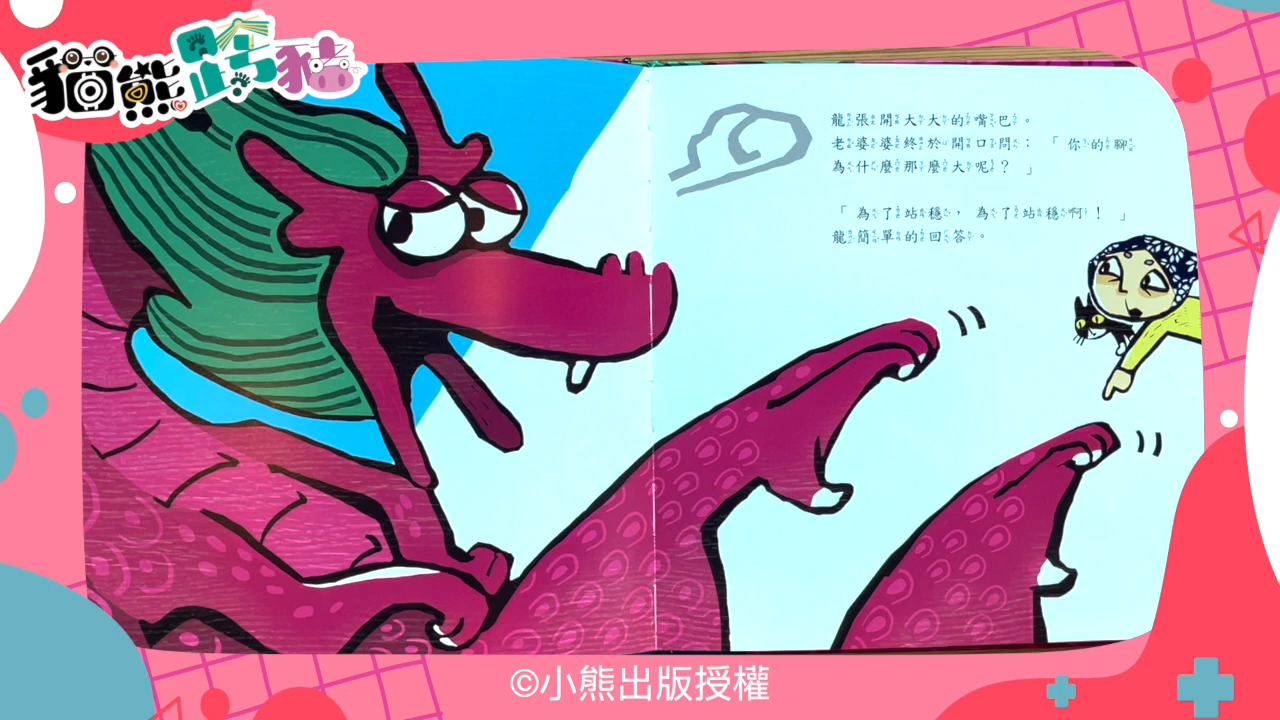 貓熊跨豬
龍張開大大的嘴巴。
老婆婆終於開口問：「你的腳
為什麼那麼大呢？」
「為了站穩，為了站穩啊！」
龍簡單的回答。
©小熊出版授權